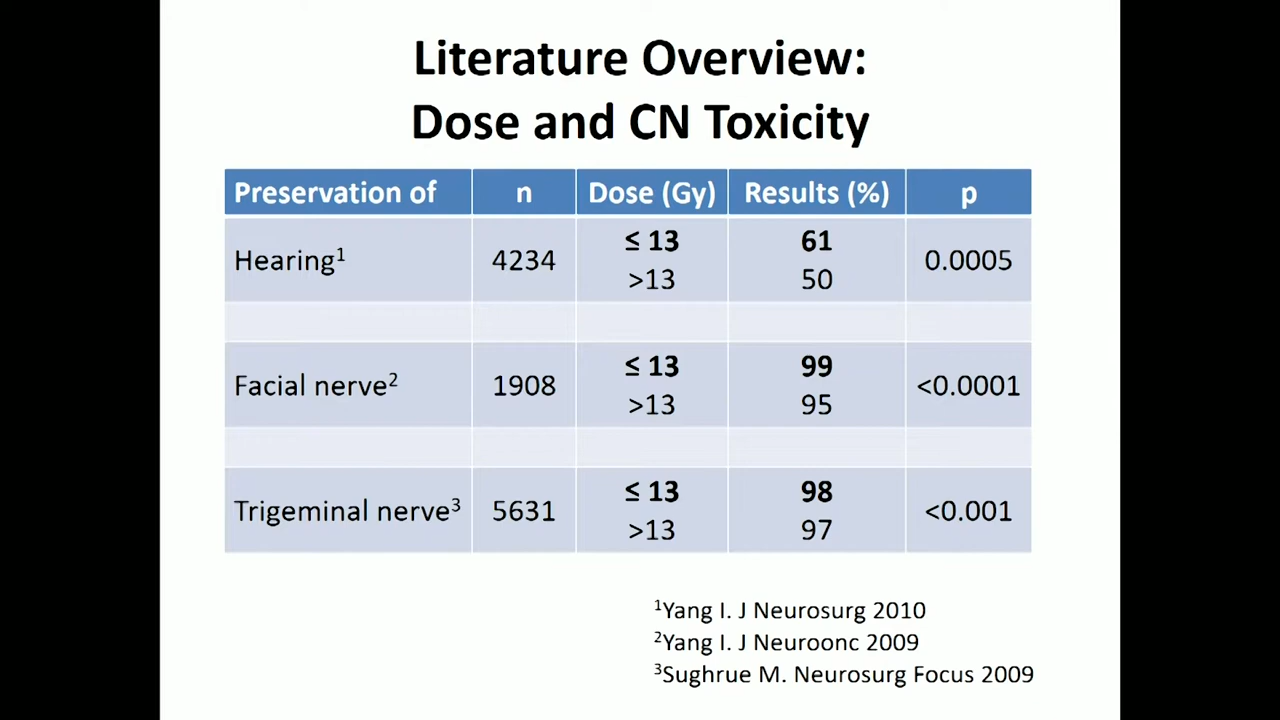 Literature Overview:
Dose and CN Toxicity
Preservation of n Dose (Gy) Results (%) p
Hearing¹ 4234 ≤ 13 61 0.0005
>13 50
Facial nerve² 1908 ≤ 13 99 <0.0001
>13 95
Trigeminal nerve³ 5631 ≤ 13 98 <0.001
>13 97
¹Yang I. J Neurosurg 2010
²Yang I. J Neuroonc 2009
³Sughrue M. Neurosurg Focus 2009